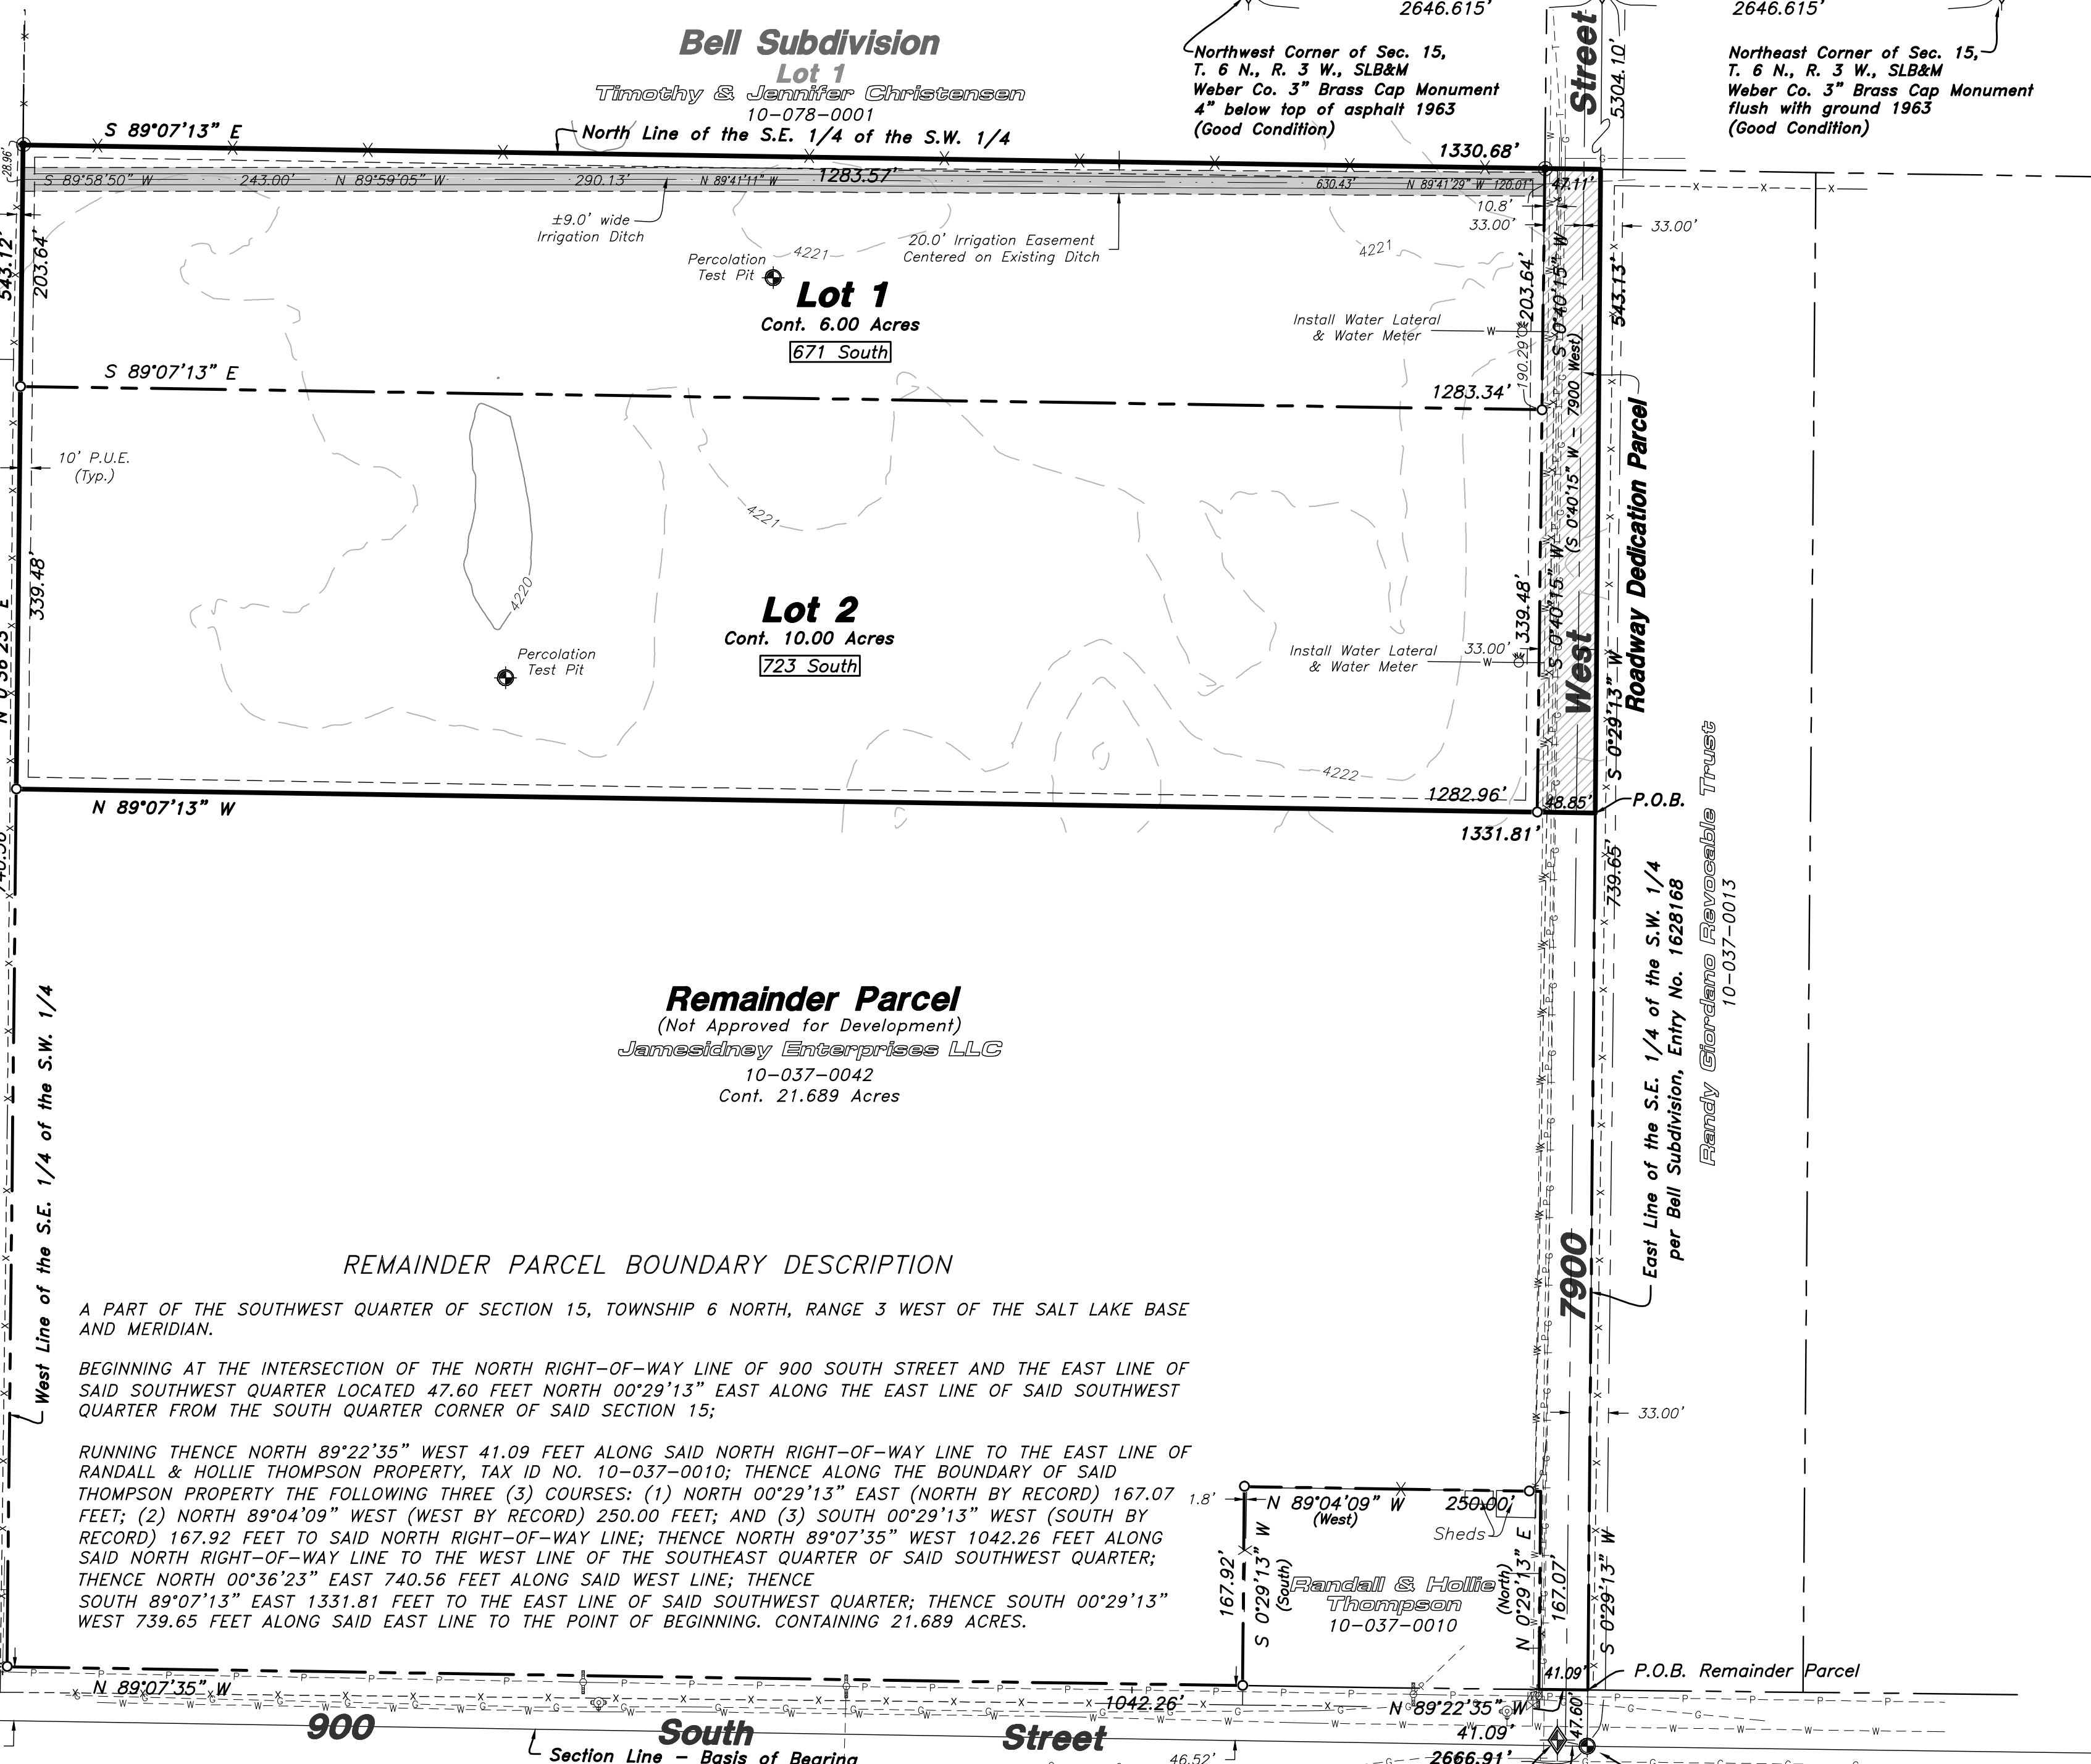 2646.615'
2646.615'
Bell Subdivision
Lot 1
Timothy & Jennifer Christensen
10-078-0001
North Line of the S.E. 1/4 of the S.W. 1/4
Northwest Corner of Sec. 15,
T. 6 N., R. 3 W., SLB&M
Weber Co. 3" Brass Cap Monument
4" below top of asphalt 1963
(Good Condition)
Street
5304.10'
Northeast Corner of Sec. 15,
T. 6 N., R. 3 W., SLB&M
Weber Co. 3" Brass Cap Monument
flush with ground 1963
(Good Condition)
S 89°07'13" E
1330.68'
28.96'
S 89°58'50" W
243.00'
N 89°59'05" W
290.13'
N 89°41'11" W
1283.57'
630.43'
N 89°41'29" W 120.01'
47.11'
10.8'
33.00'
33.00'
±9.0' wide
Irrigation Ditch
20.0' Irrigation Easement
Centered on Existing Ditch
543.12'
203.64'
Percolation
Test Pit
4221
4221
Lot 1
Cont. 6.00 Acres
671 South
Install Water Lateral
& Water Meter
W
203.64'
190.29'
S 0°40'15" W
(S 0°40'15" W - 7900 West)
543.13'
S 89°07'13" E
1283.34'
10' P.U.E.
(Typ.)
4221
4220
339.48'
Lot 2
Cont. 10.00 Acres
723 South
Percolation
Test Pit
Install Water Lateral
& Water Meter
W
33.00'
339.48'
S 0°40'15" W
West
Roadway Dedication Parcel
S 0°29'13" W
4222
N 89°07'13" W
1282.96'
48.85'
P.O.B.
1331.81'
739.65'
East Line of the S.E. 1/4 of the S.W. 1/4
per Bell Subdivision, Entry No. 1628168
Randy Giordano Revocable Trust
10-037-0013
West Line of the S.E. 1/4 of the S.W. 1/4
Remainder Parcel
(Not Approved for Development)
Jamesidney Enterprises LLC
10-037-0042
Cont. 21.689 Acres
7900
33.00'
REMAINDER PARCEL BOUNDARY DESCRIPTION
A PART OF THE SOUTHWEST QUARTER OF SECTION 15, TOWNSHIP 6 NORTH, RANGE 3 WEST OF THE SALT LAKE BASE
AND MERIDIAN.
BEGINNING AT THE INTERSECTION OF THE NORTH RIGHT-OF-WAY LINE OF 900 SOUTH STREET AND THE EAST LINE OF
SAID SOUTHWEST QUARTER LOCATED 47.60 FEET NORTH 00°29'13" EAST ALONG THE EAST LINE OF SAID SOUTHWEST
QUARTER FROM THE SOUTH QUARTER CORNER OF SAID SECTION 15;
RUNNING THENCE NORTH 89°22'35" WEST 41.09 FEET ALONG SAID NORTH RIGHT-OF-WAY LINE TO THE EAST LINE OF
RANDALL & HOLLIE THOMPSON PROPERTY, TAX ID NO. 10-037-0010; THENCE ALONG THE BOUNDARY OF SAID
THOMPSON PROPERTY THE FOLLOWING THREE (3) COURSES: (1) NORTH 00°29'13" EAST (NORTH BY RECORD) 167.07
FEET; (2) NORTH 89°04'09" WEST (WEST BY RECORD) 250.00 FEET; AND (3) SOUTH 00°29'13" WEST (SOUTH BY
RECORD) 167.92 FEET TO SAID NORTH RIGHT-OF-WAY LINE; THENCE NORTH 89°07'35" WEST 1042.26 FEET ALONG
SAID NORTH RIGHT-OF-WAY LINE TO THE WEST LINE OF THE SOUTHEAST QUARTER OF SAID SOUTHWEST QUARTER;
THENCE NORTH 00°36'23" EAST 740.56 FEET ALONG SAID WEST LINE; THENCE
SOUTH 89°07'13" EAST 1331.81 FEET TO THE EAST LINE OF SAID SOUTHWEST QUARTER; THENCE SOUTH 00°29'13"
WEST 739.65 FEET ALONG SAID EAST LINE TO THE POINT OF BEGINNING. CONTAINING 21.689 ACRES.
1.8'
N 89°04'09" W
(West)
250.00'
Sheds
167.92'
S 0°29'13" W
(South)
Randall & Hollie
Thompson
10-037-0010
(North)
N 0°29'13" E
167.07'
S 0°29'13" W
41.09'
P.O.B. Remainder Parcel
N 89°07'35" W
1042.26'
N 89°22'35" W
41.09'
47.60'
900 South Street
Section Line - Basis of Bearing
46.52'
2666.91'